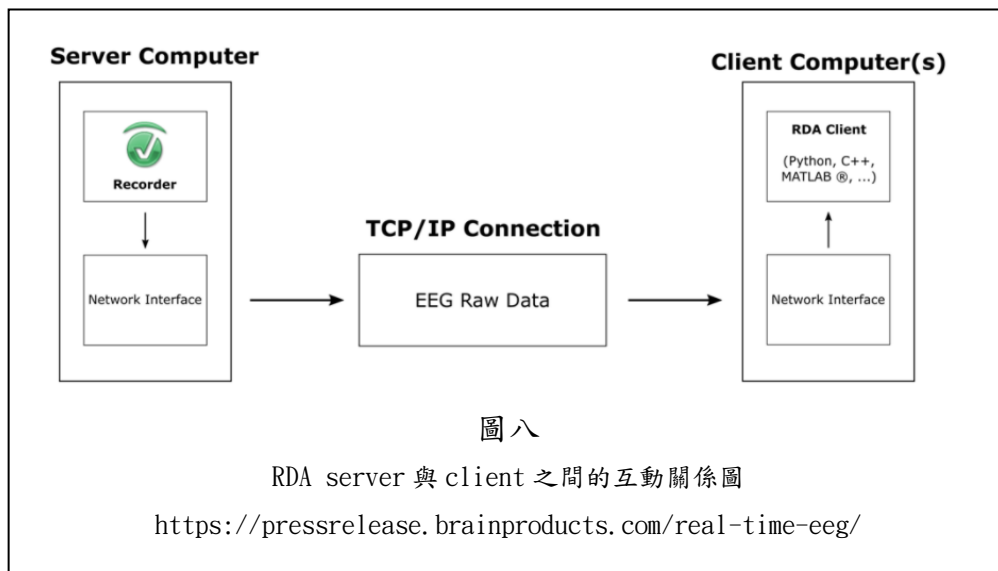 Server Computer
Recorder
Network Interface
TCP/IP Connection
EEG Raw Data
Client Computer(s)
RDA Client
(Python, C++,
MATLAB ®, ...)
Network Interface
圖八
RDA server 與 client 之間的互動關係圖
https://pressrelease.brainproducts.com/real-time-eeg/